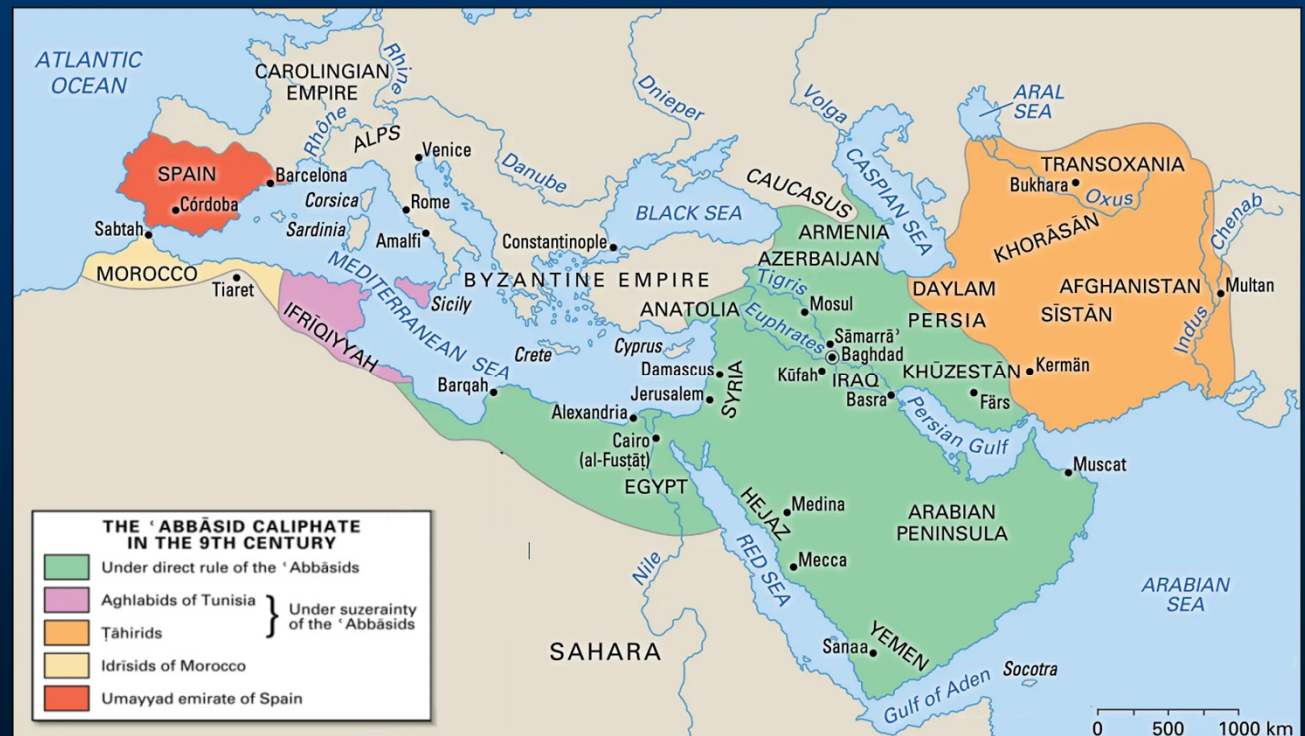 ATLANTIC
OCEAN
CAROLINGIAN
EMPIRE
Rhine
Rhône
ALPS
Venice
Danube
Dnieper
Volga
ARAL
SEA
CASPIAN SEA
CAUCASUS
TRANSOXANIA
Bukhara
Oxus
Chenab
KHORĀSĀN
SPAIN
Barcelona
Córdoba
Corsica
Sardinia
Rome
Amalfi
Constantinople
BLACK SEA
ARMENIA
AZERBAIJAN
Sabtah
MOROCCO
Tiaret
MEDITERRANEAN SEA
BYZANTINE EMPIRE
ANATOLIA
Tigris
Mosul
DAYLAM
AFGHANISTAN
Multan
IFRĪQIYYAH
Sicily
Crete
Cyprus
Euphrates
Sāmarrāʾ
Baghdad
PERSIA
SĪSTĀN
Indus
Barqah
Damascus
Jerusalem
SYRIA
Kūfah
IRAQ
Basra
KHŪZESTĀN
Kermän
Färs
Alexandria
Cairo
(al-Fusṭāṭ)
EGYPT
Persian Gulf
Muscat
HEJAZ
Medina
Mecca
ARABIAN
PENINSULA
RED SEA
Nile
SAHARA
Sanaa
YEMEN
Gulf of Aden
Socotra
ARABIAN
SEA
THE ʿABBĀSID CALIPHATE
IN THE 9TH CENTURY
Under direct rule of the ʿAbbāsids
Aghlabids of Tunisia
Ṭāhirids
Under suzerainty
of the ʿAbbāsids
Idrīsids of Morocco
Umayyad emirate of Spain
0 500 1000 km